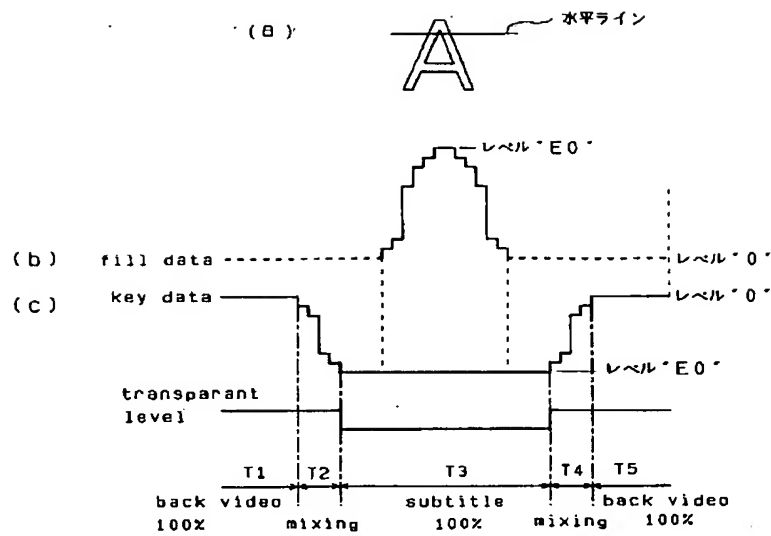 (a) 水平ライン
A
レベル"E0"
(b) fill data レベル"0"
(c) key data レベル"0"
レベル"E0"
transparant
level
T1 T2 T3 T4 T5
back video subtitle back video
100% mixing 100% mixing 100%